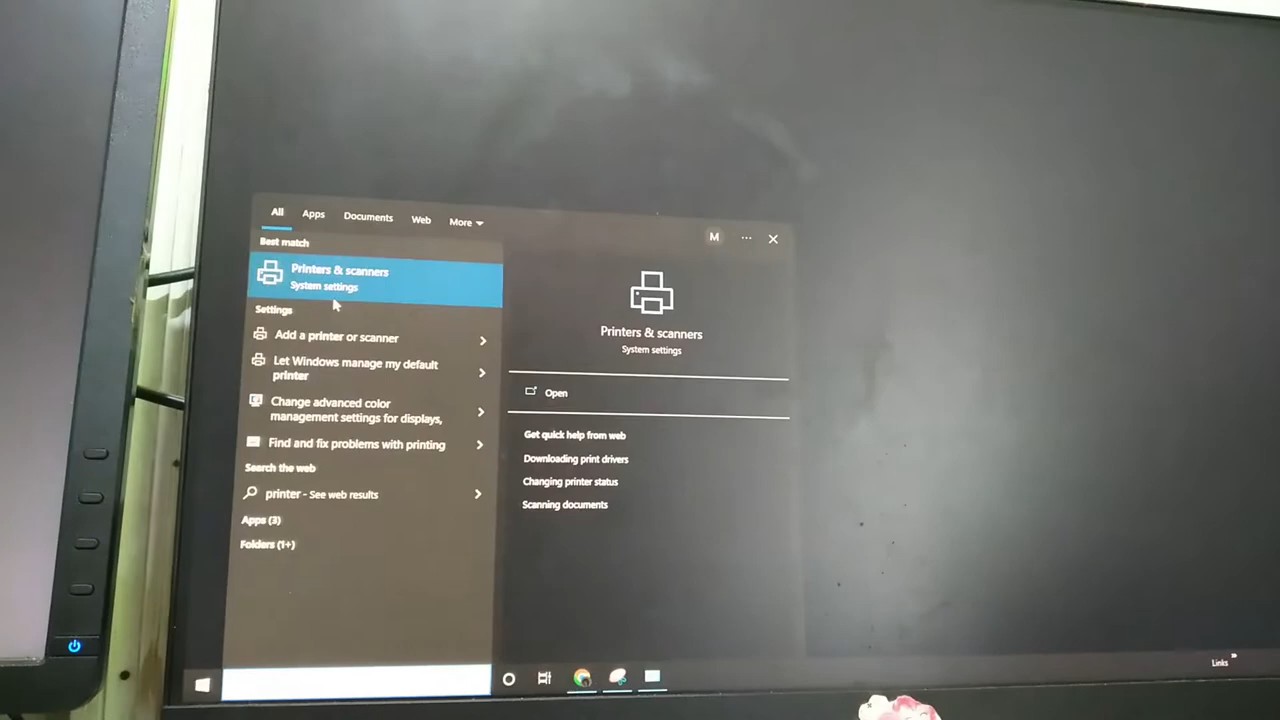 All Apps Documents Web More
M ... 
Best match
Printers & scanners
System settings
Settings
Add a printer or scanner
Let Windows manage my default
printer
Change advanced color
management settings for displays,
Find and fix problems with printing
Search the web
printer - See web results
Apps (3)
Folders (1+)
Printers & scanners
System settings
Open
Get quick help from web
Downloading print drivers
Changing printer status
Scanning documents
Links